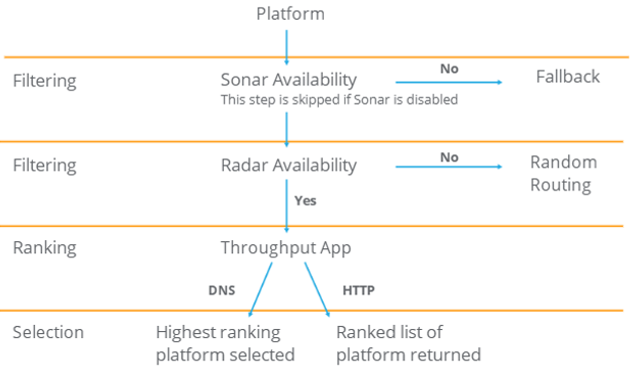 Platform
Filtering
Sonar Availability
This step is skipped if Sonar is disabled
No
Fallback
Filtering
Radar Availability
No
Random
Routing
Yes
Ranking
Throughput App
DNS
HTTP
Selection
Highest ranking
platform selected
Ranked list of
platform returned